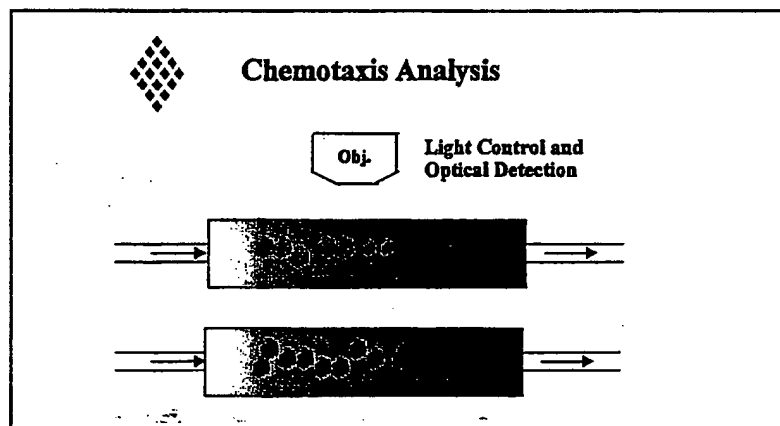 Chemotaxis Analysis
Obj.
Light Control and
Optical Detection